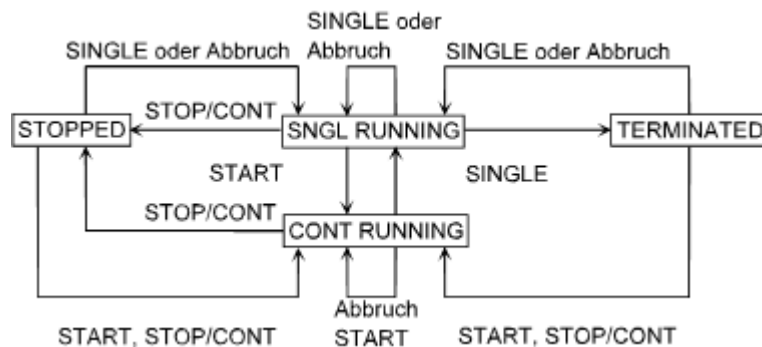 SINGLE oder
Abbruch
SINGLE oder Abbruch
SINGLE oder Abbruch
STOP/CONT
STOPPED
SNGL RUNNING
TERMINATED
START
SINGLE
STOP/CONT
CONT RUNNING
Abbruch
START
START, STOP/CONT
START, STOP/CONT